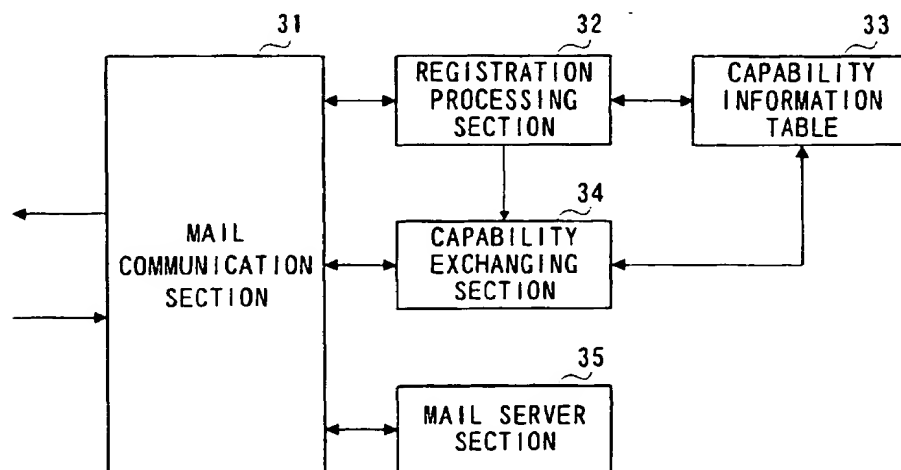 31
32
33
REGISTRATION
PROCESSING
SECTION
CAPABILITY
INFORMATION
TABLE
34
MAIL
COMMUNICATION
SECTION
CAPABILITY
EXCHANGING
SECTION
35
MAIL SERVER
SECTION